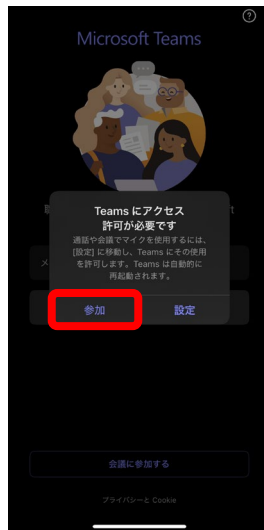 ?
Microsoft Teams
Teams にアクセス
許可が必要です
通話や会議でマイクを使用するには、
[設定] に移動し、Teams にその使用
を許可します。Teams は自動的に
再起動されます。
参加
設定
会議に参加する
プライバシーと Cookie